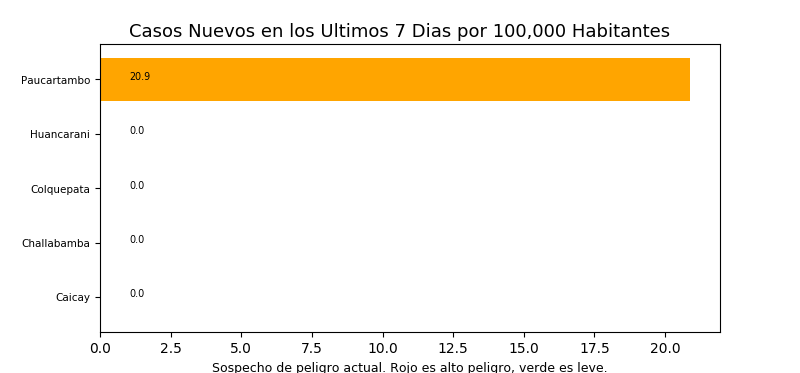 Casos Nuevos en los Ultimos 7 Dias por 100,000 Habitantes
Paucartambo 20.9
Huancarani 0.0
Colquepata 0.0
Challabamba 0.0
Caicay 0.0
0.0 2.5 5.0 7.5 10.0 12.5 15.0 17.5 20.0
Sospecho de peligro actual. Rojo es alto peligro, verde es leve.